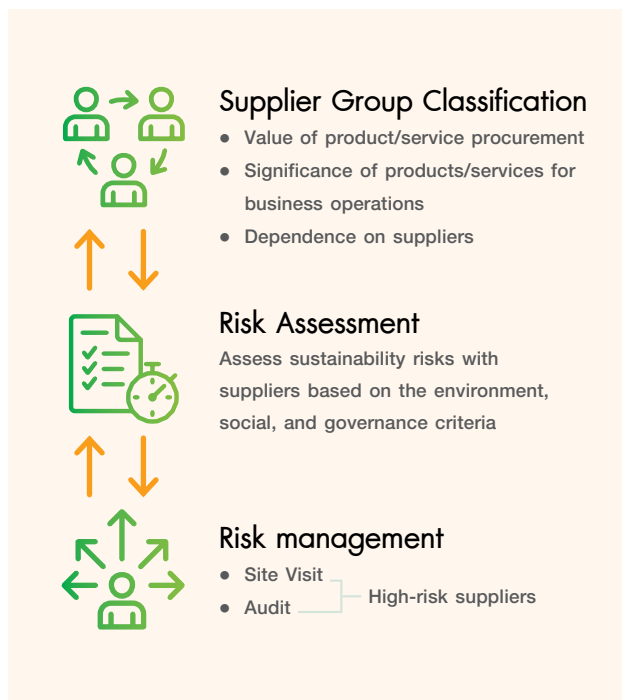 Supplier Group Classification
● Value of product/service procurement
● Significance of products/services for
business operations
● Dependence on suppliers
Risk Assessment
Assess sustainability risks with
suppliers based on the environment,
social, and governance criteria
Risk management
● Site Visit
● Audit
High-risk suppliers